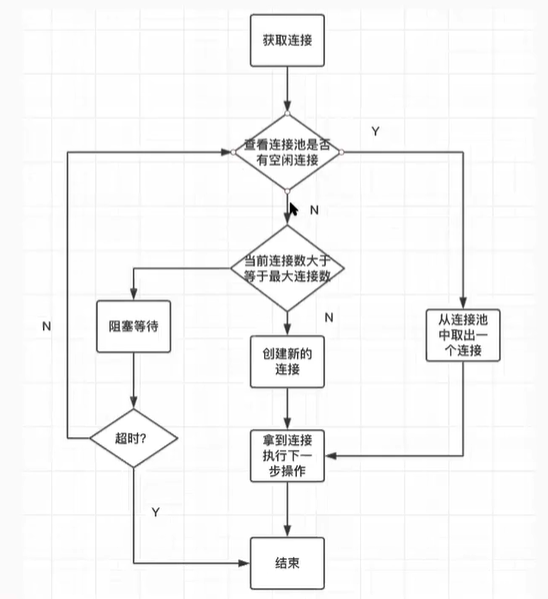 获取连接
查看连接池是否
有空闲连接
Y
N
当前连接数大于
等于最大连接数
N
阻塞等待
N
创建新的
连接
从连接池
中取出一
个连接
超时?
拿到连接
执行下一
步操作
Y
结束